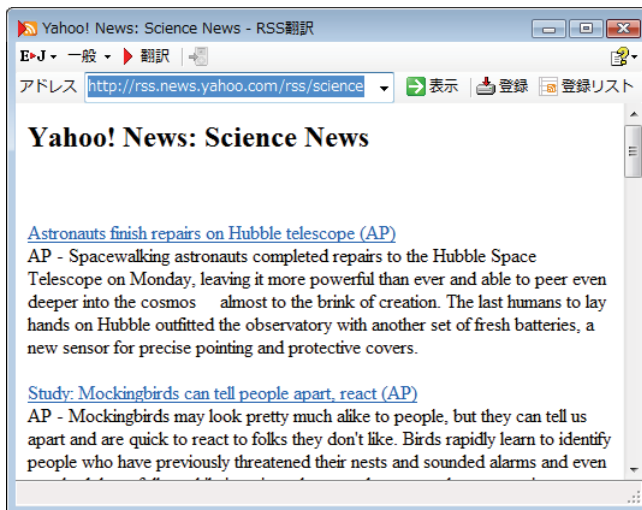 Yahoo! News: Science News - RSS翻訳
E▶J 一般 翻訳
アドレス http://rss.news.yahoo.com/rss/science 表示 登録 登録リスト
Yahoo! News: Science News
Astronauts finish repairs on Hubble telescope (AP)
AP - Spacewalking astronauts completed repairs to the Hubble Space
Telescope on Monday, leaving it more powerful than ever and able to peer even
deeper into the cosmos almost to the brink of creation. The last humans to lay
hands on Hubble outfitted the observatory with another set of fresh batteries, a
new sensor for precise pointing and protective covers.
Study: Mockingbirds can tell people apart, react (AP)
AP - Mockingbirds may look pretty much alike to people, but they can tell us
apart and are quick to react to folks they don't like. Birds rapidly learn to identify
people who have previously threatened their nests and sounded alarms and even